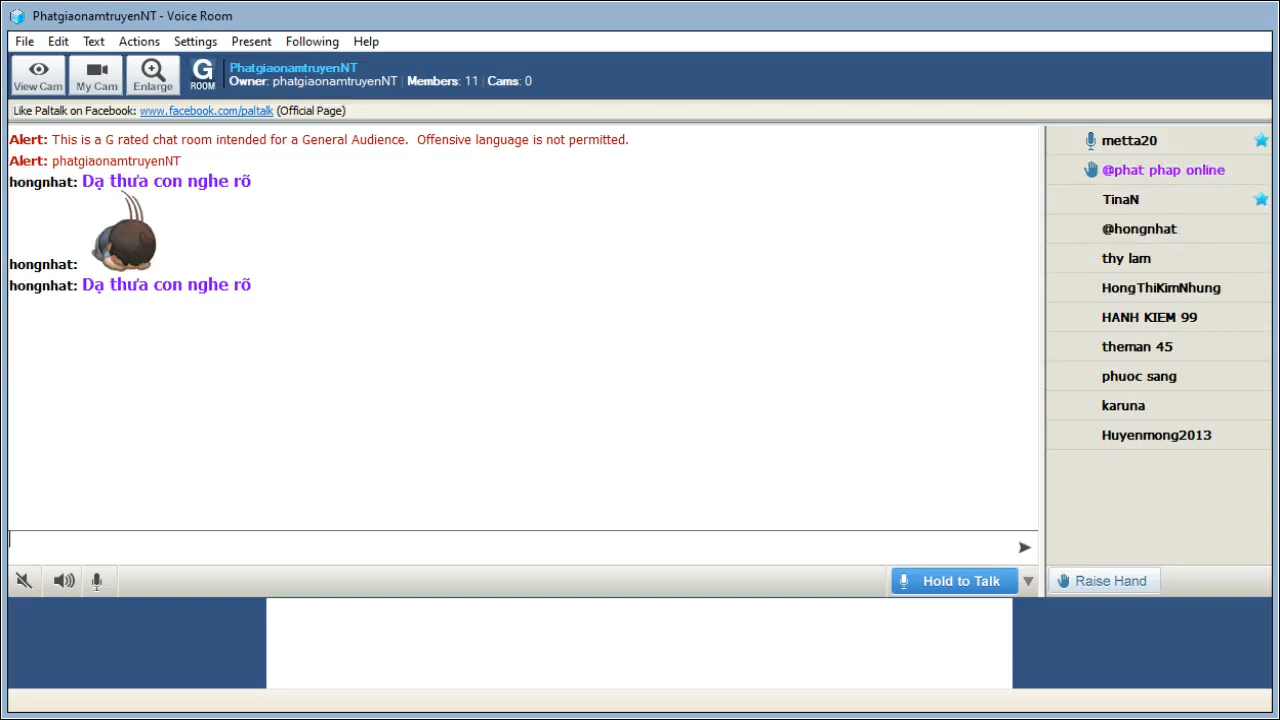 PhatgiaonamtruyenNT - Voice Room
File Edit Text Actions Settings Present Following Help
View Cam My Cam Enlarge G ROOM
PhatgiaonamtruyenNT
Owner: phatgiaonamtruyenNT | Members: 11 | Cams: 0
Like Paltalk on Facebook: www.facebook.com/paltalk (Official Page)
Alert: This is a G rated chat room intended for a General Audience. Offensive language is not permitted.
Alert: phatgiaonamtruyenNT
hongnhat: Dạ thưa con nghe rõ
hongnhat:
hongnhat: Dạ thưa con nghe rõ
metta20
@phat phap online
TinaN
@hongnhat
thy lam
HongThiKimNhung
HANH KIEM 99
theman 45
phuoc sang
karuna
Huyenmong2013
Hold to Talk
Raise Hand